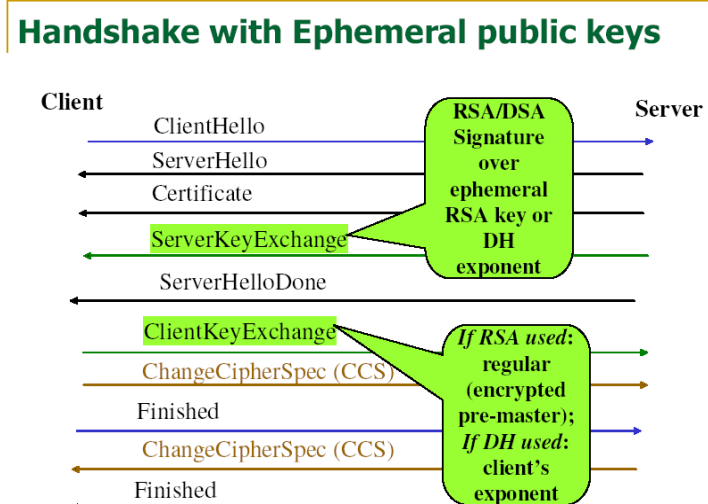 Handshake with Ephemeral public keys
Client
Server
ClientHello
ServerHello
Certificate
ServerKeyExchange
RSA/DSA
Signature
over
ephemeral
RSA key or
DH
exponent
ServerHelloDone
ClientKeyExchange
If RSA used:
regular
(encrypted
pre-master);
If DH used:
client's
exponent
ChangeCipherSpec (CCS)
Finished
ChangeCipherSpec (CCS)
Finished